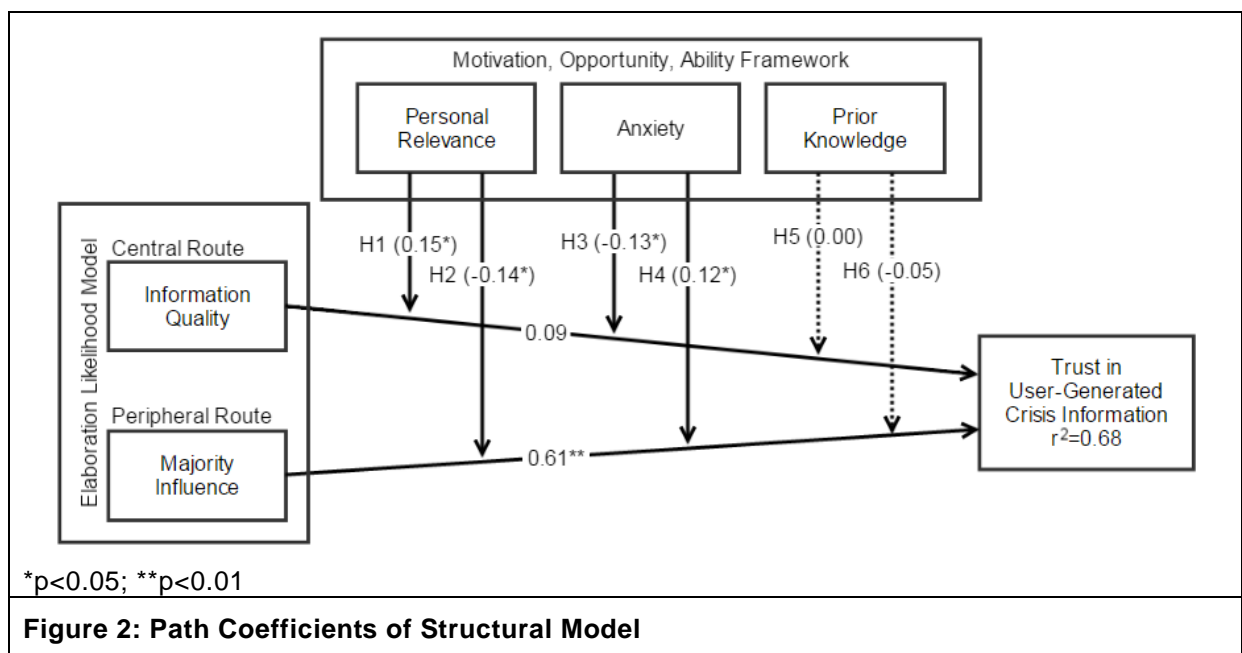 Motivation, Opportunity, Ability Framework
Personal
Relevance
Anxiety
Prior
Knowledge
Elaboration Likelihood Model
Central Route
Information
Quality
Peripheral Route
Majority
Influence
H1 (0.15*)
H2 (-0.14*)
H3 (-0.13*)
H4 (0.12*)
H5 (0.00)
H6 (-0.05)
0.09
0.61**
Trust in
User-Generated
Crisis Information
r²=0.68
*p<0.05; **p<0.01
Figure 2: Path Coefficients of Structural Model